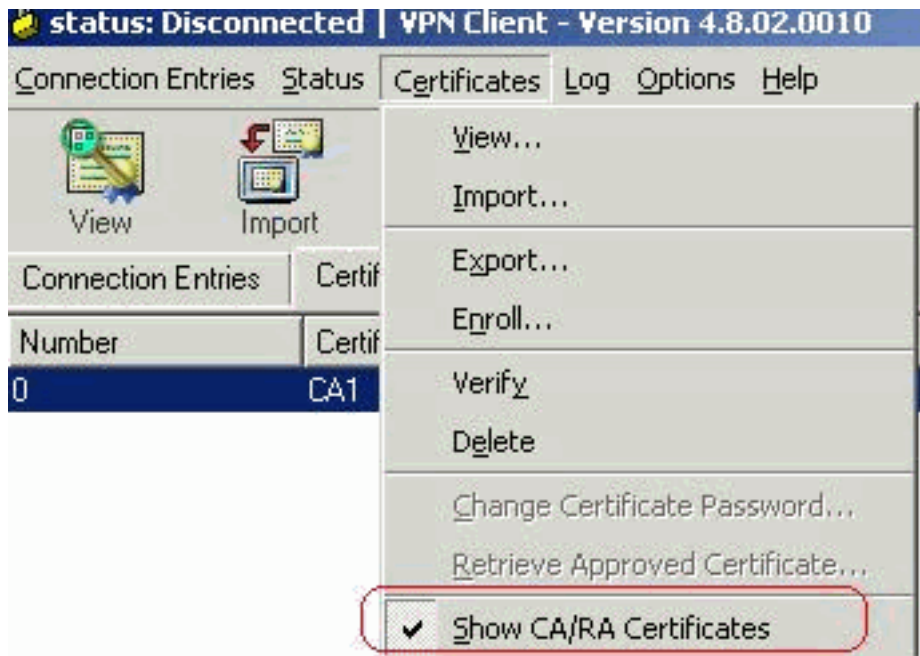 status: Disconnected | VPN Client - Version 4.8.02.0010
Connection Entries Status Certificates Log Options Help
View Import
View...
Import...
Export...
Enroll...
Connection Entries Certif
Number Certif
0 CA1
Verify
Delete
Change Certificate Password...
Retrieve Approved Certificate...
Show CA/RA Certificates